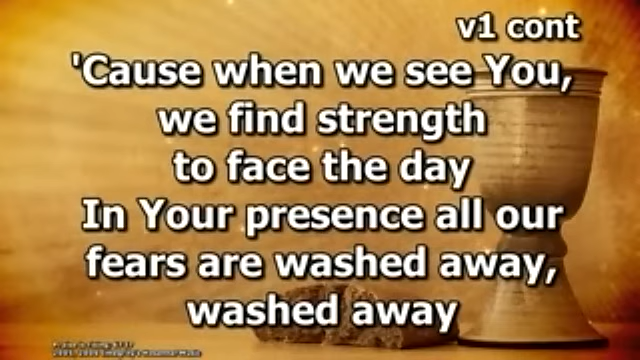 v1 cont
'Cause when we see You,
we find strength
to face the day
In Your presence all our
fears are washed away,
washed away